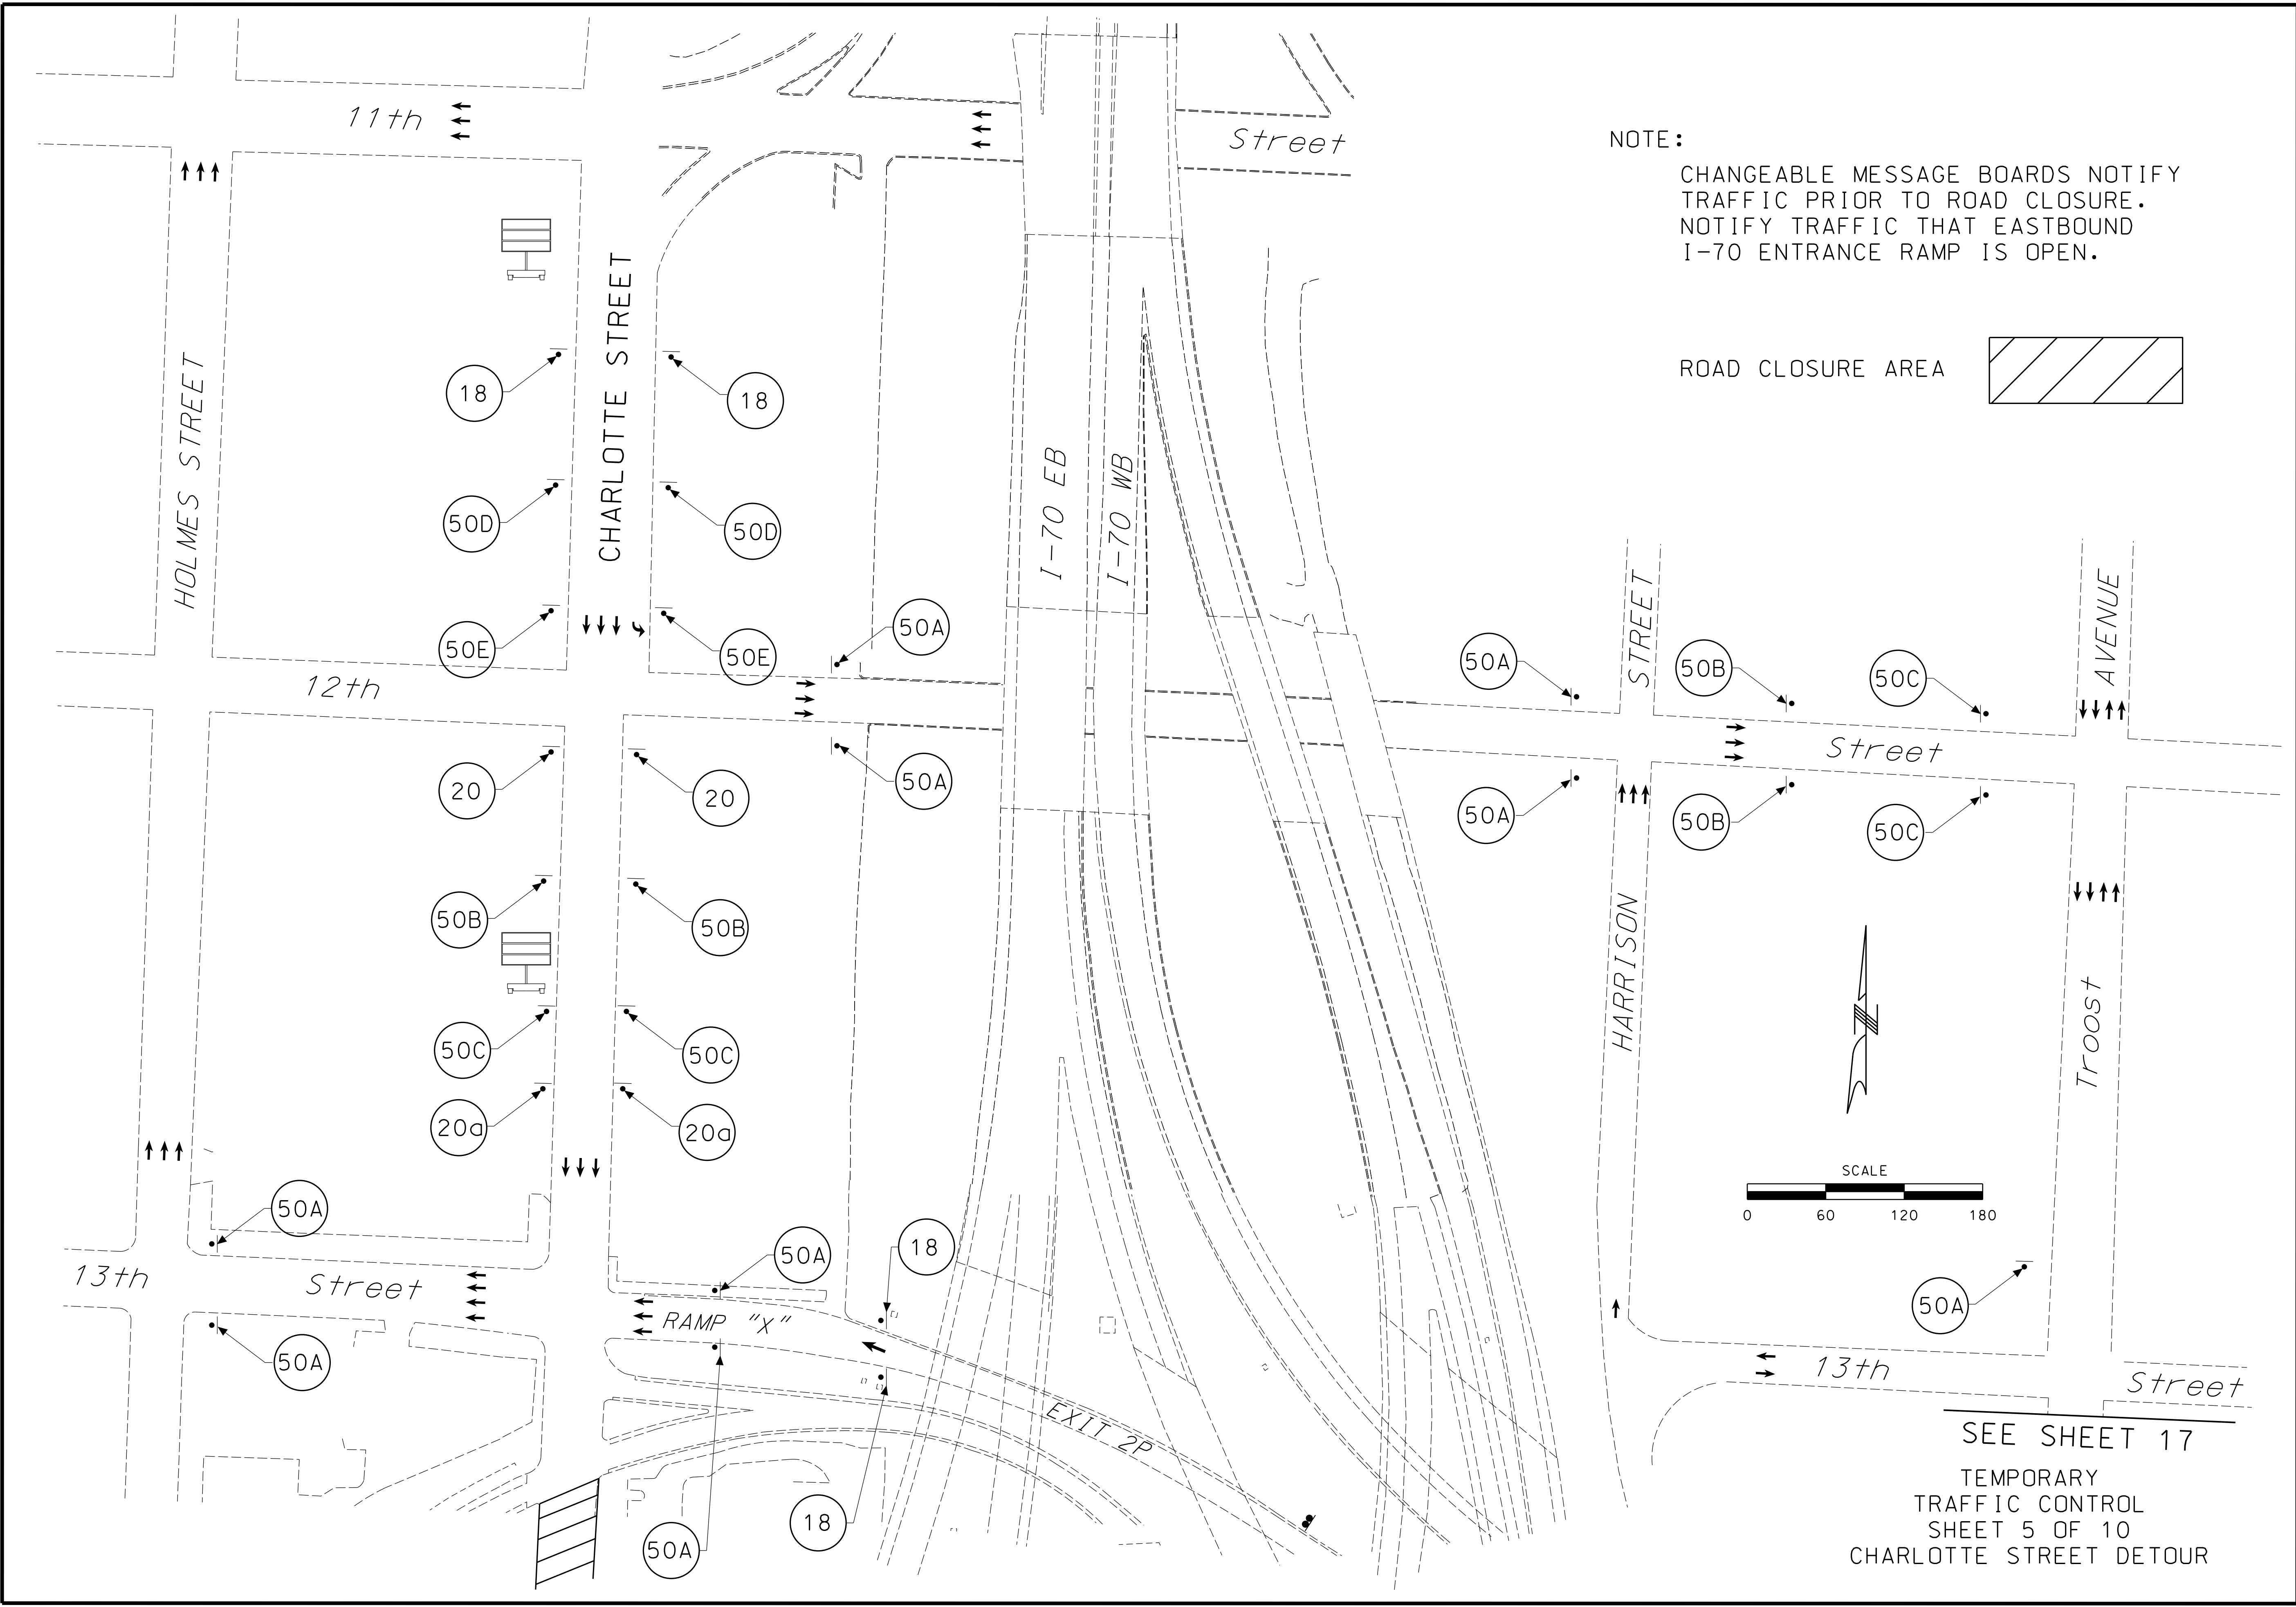 11th
Street
NOTE:
CHANGEABLE MESSAGE BOARDS NOTIFY
TRAFFIC PRIOR TO ROAD CLOSURE.
NOTIFY TRAFFIC THAT EASTBOUND
I-70 ENTRANCE RAMP IS OPEN.
ROAD CLOSURE AREA
HOLMES STREET
CHARLOTTE STREET
18
18
50D
50D
I-70 EB
I-70 WB
50E
50E
50A
12th
50A
STREET
50B
50C
AVENUE
Street
20
20
50A
50A
50B
50C
50B
50B
HARRISON
Troost
50C
50C
20a
20a
SCALE
0 60 120 180
50A
50A
18
13th
Street
RAMP "X"
50A
50A
13th
Street
EXIT 2P
18
50A
SEE SHEET 17
TEMPORARY
TRAFFIC CONTROL
SHEET 5 OF 10
CHARLOTTE STREET DETOUR